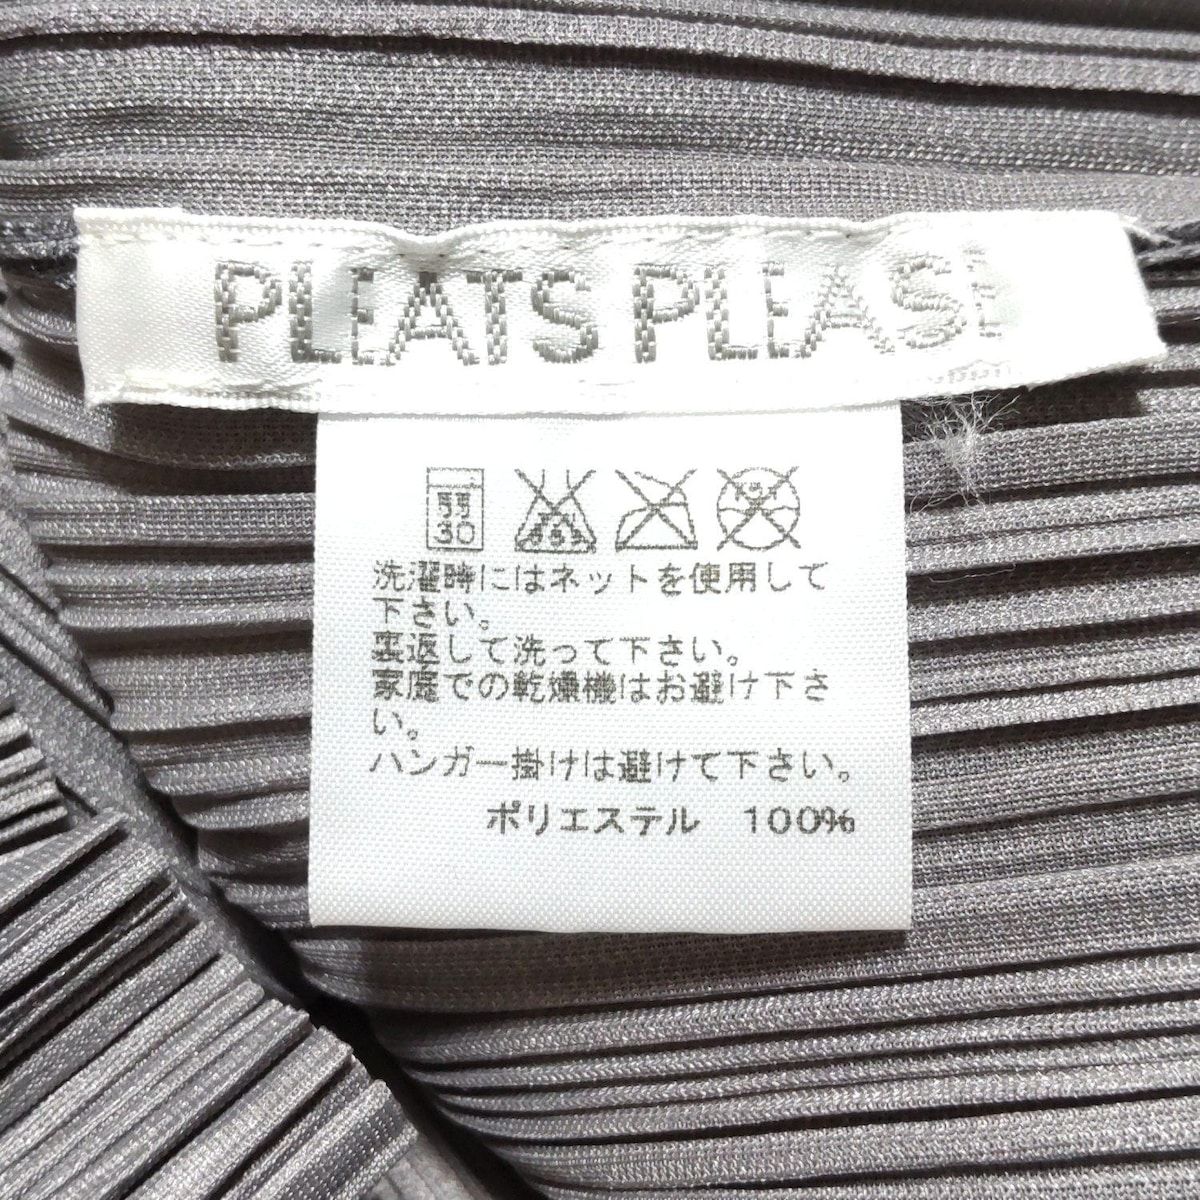 PLEATS PLEASE
弱 30
洗濯時にはネットを使用して
下さい。
裏返して洗って下さい。
家庭での乾燥機はお避け下さ
い。
ハンガー掛けは避けて下さい。
ポリエステル 100%